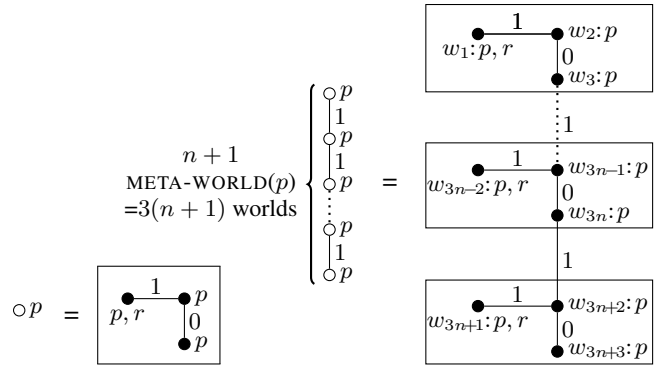 1
w₂: p
w₁: p, r
0
w₃: p
p
1
p
1
p
p
1
p
n + 1
META-WORLD(p)
=3(n + 1) worlds
=
1
1
w₃ₙ₋₁: p
w₃ₙ₋₂: p, r
0
w₃ₙ: p
1
1
w₃ₙ₊₂: p
w₃ₙ₊₁: p, r
0
w₃ₙ₊₃: p
p =
1
p
p, r
0
p